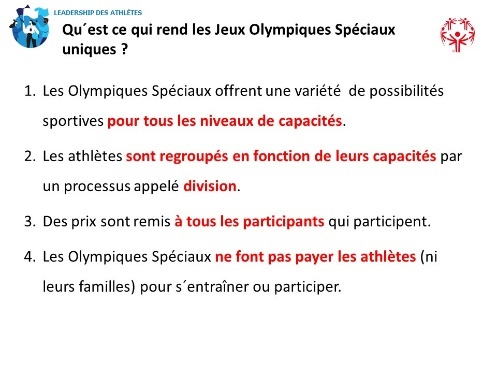 LEADERSHIP DES ATHLÈTES
Qu´est ce qui rend les Jeux Olympiques Spéciaux
uniques ?
1. Les Olympiques Spéciaux offrent une variété de possibilités
sportives pour tous les niveaux de capacités.
2. Les athlètes sont regroupés en fonction de leurs capacités par
un processus appelé division.
3. Des prix sont remis à tous les participants qui participent.
4. Les Olympiques Spéciaux ne font pas payer les athlètes (ni
leurs familles) pour s´entraîner ou participer.